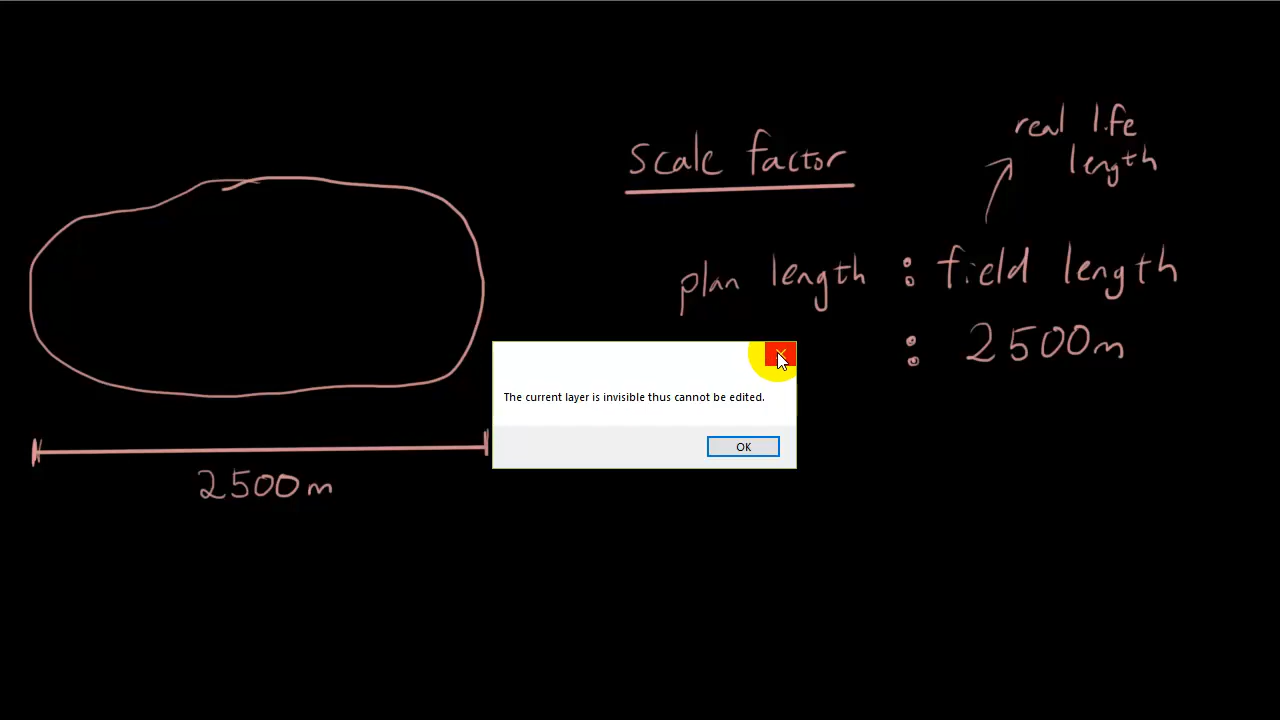 real life
length
scale factor
plan length : field length
: 2500m
The current layer is invisible thus cannot be edited.
OK
2500m